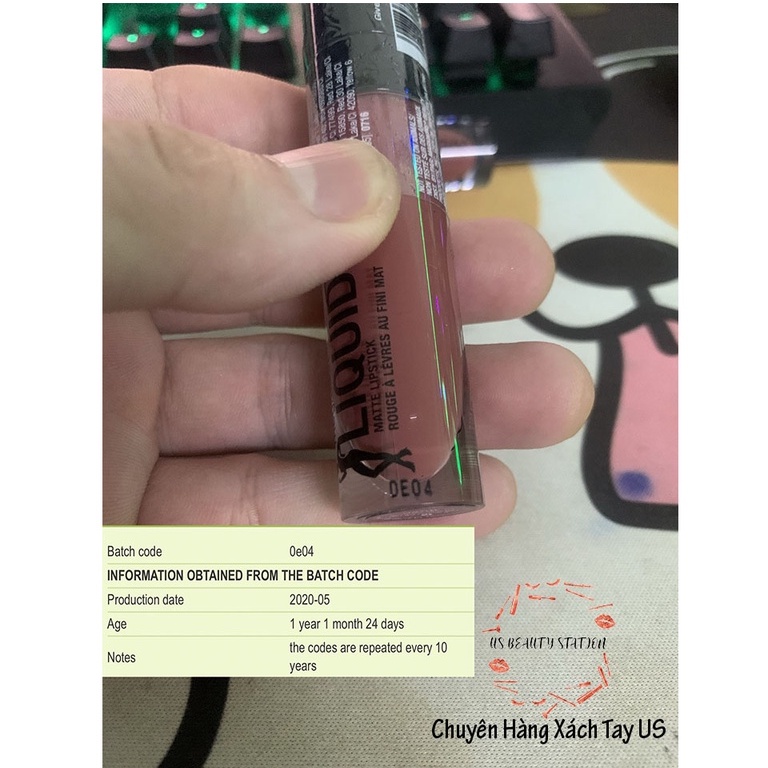 LIQUID
MATTE LIPSTICK
ROUGE À LÈVRES AU FINI MAT
0E04
Batch code 0e04
INFORMATION OBTAINED FROM THE BATCH CODE
Production date 2020-05
Age 1 year 1 month 24 days
Notes the codes are repeated every 10
years
US BEAUTY STATION
Chuyên Hàng Xách Tay US